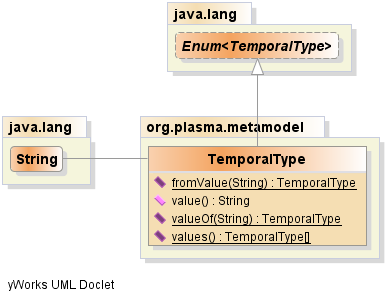 java.lang
Enum<TemporalType>
java.lang
String
org.plasma.metamodel
TemporalType
fromValue(String) : TemporalType
value() : String
valueOf(String) : TemporalType
values() : TemporalType[]
yWorks UML Doclet